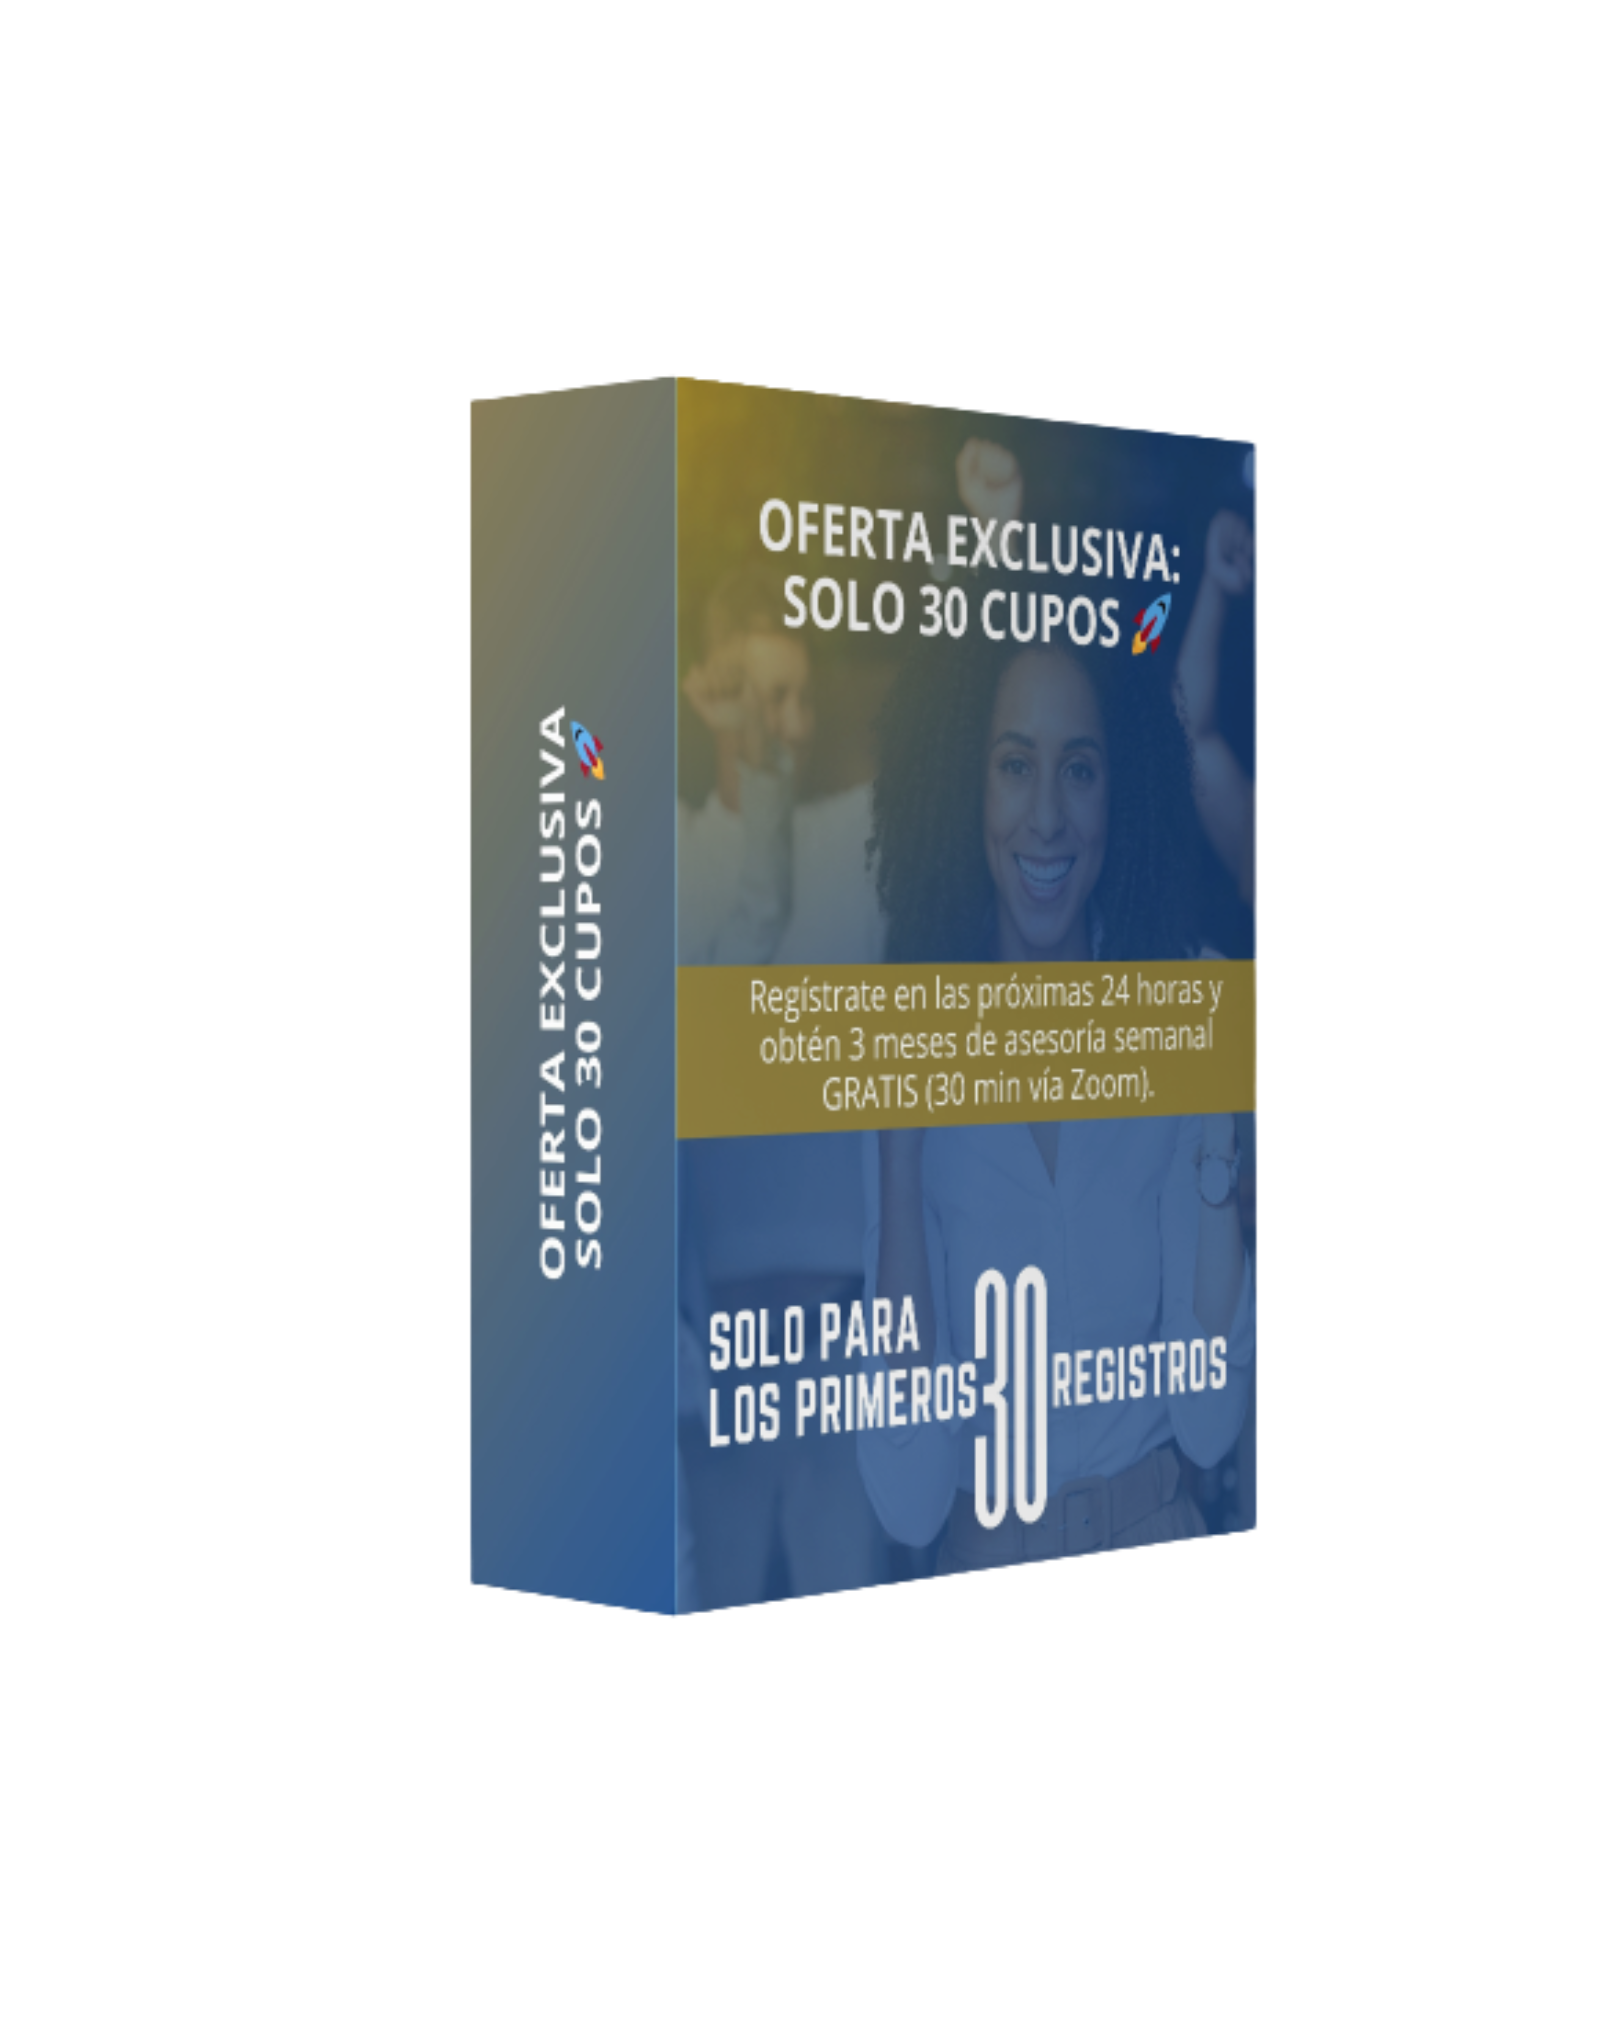 OFERTA EXCLUSIVA
SOLO 30 CUPOS 🚀
OFERTA EXCLUSIVA:
SOLO 30 CUPOS 🚀
Regístrate en las próximas 24 horas y
obtén 3 meses de asesoría semanal
GRATIS (30 min vía Zoom).
SOLO PARA
LOS PRIMEROS 30 REGISTROS